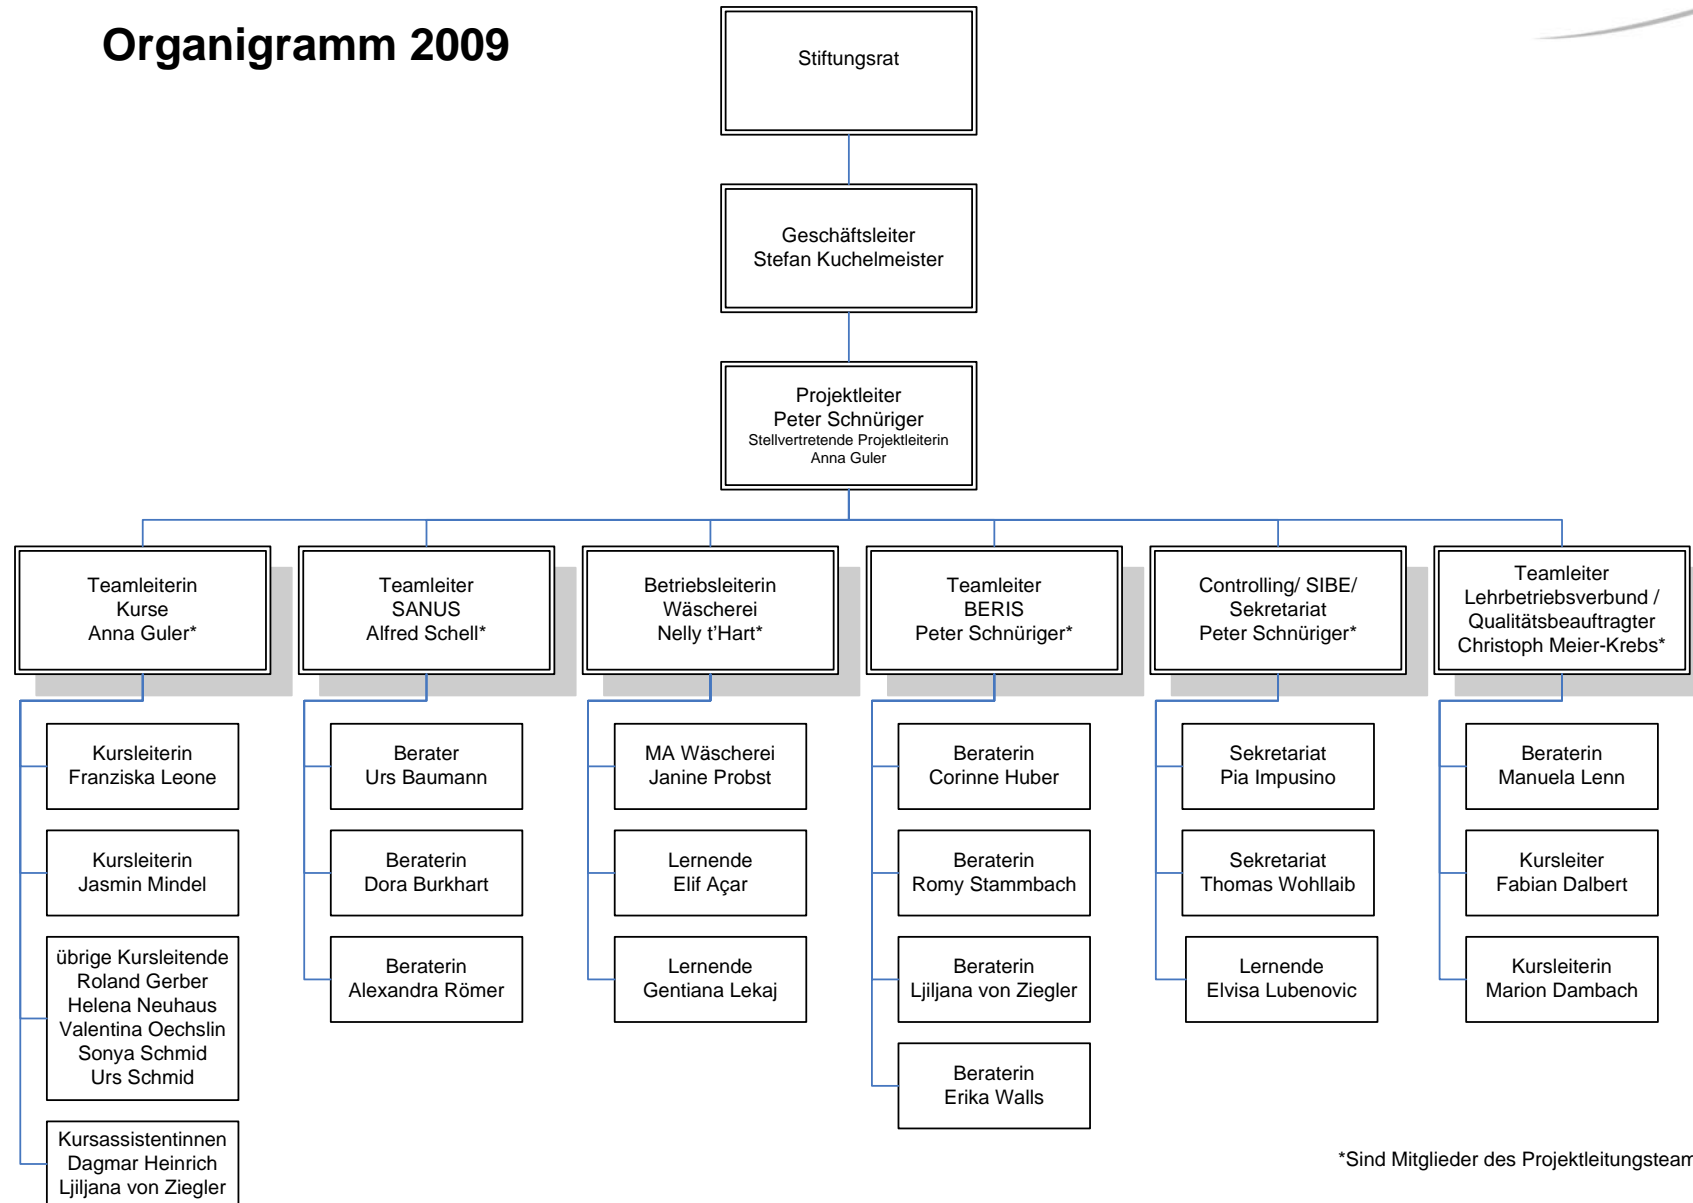 Organigramm 2009
Stiftungsrat
Geschäftsleiter
Stefan Kuchelmeister
Projektleiter
Peter Schnüriger
Stellvertretende Projektleiterin
Anna Guler
Teamleiterin
Kurse
Anna Guler*
Teamleiter
SANUS
Alfred Schell*
Betriebsleiterin
Wäscherei
Nelly t'Hart*
Teamleiter
BERIS
Peter Schnüriger*
Controlling/ SIBE/
Sekretariat
Peter Schnüriger*
Teamleiter
Lehrbetriebsverbund /
Qualitätsbeauftragter
Christoph Meier-Krebs*
Kursleiterin
Franziska Leone
Kursleiterin
Jasmin Mindel
übrige Kursleitende
Roland Gerber
Helena Neuhaus
Valentina Oechslin
Sonya Schmid
Urs Schmid
Kursassistentinnen
Dagmar Heinrich
Ljiljana von Ziegler
Berater
Urs Baumann
Beraterin
Dora Burkhart
Beraterin
Alexandra Römer
MA Wäscherei
Janine Probst
Lernende
Elif Açar
Lernende
Gentiana Lekaj
Beraterin
Corinne Huber
Beraterin
Romy Stammbach
Beraterin
Ljiljana von Ziegler
Beraterin
Erika Walls
Sekretariat
Pia Impusino
Sekretariat
Thomas Wohllaib
Lernende
Elvisa Lubenovic
Beraterin
Manuela Lenn
Kursleiter
Fabian Dalbert
Kursleiterin
Marion Dambach
*Sind Mitglieder des Projektleitungsteam